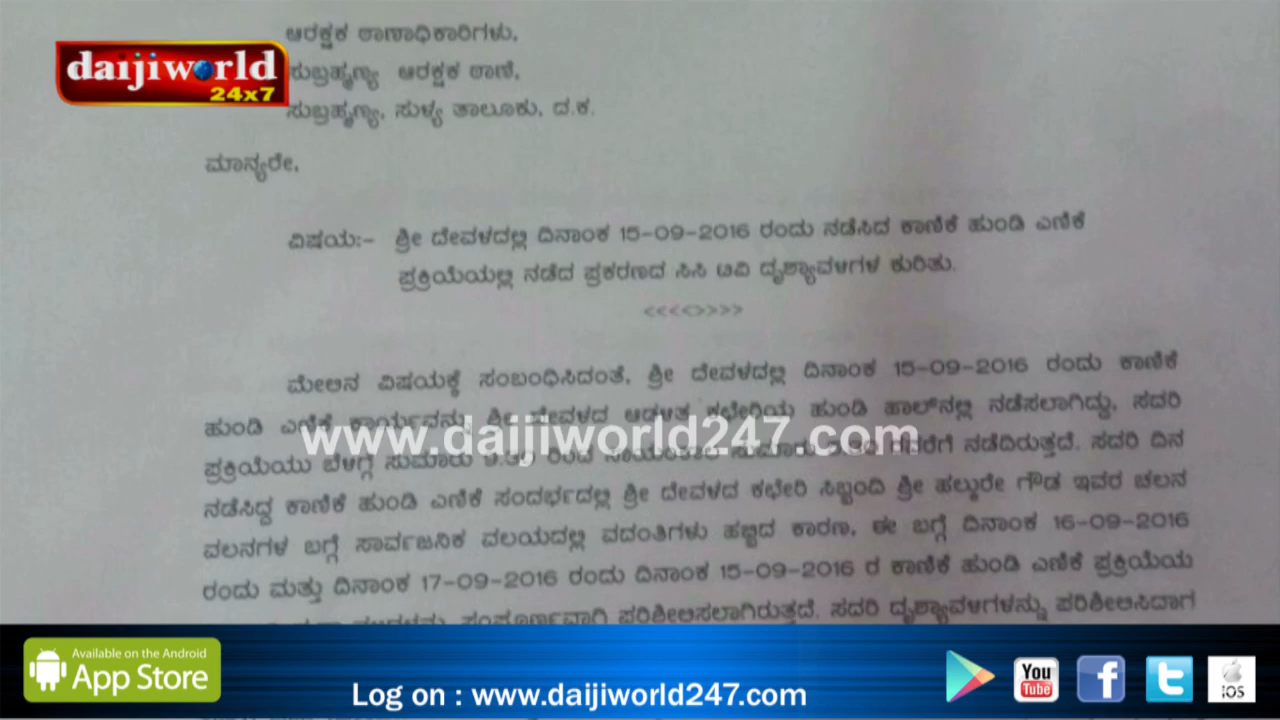 ಆರಕ್ಷಕ ಠಾಣಾಧಿಕಾರಿಗಳು,
daijiworld
24x7
ಸುಬ್ರಹ್ಮಣ್ಯ ಆರಕ್ಷಕ ಠಾಣೆ,
ಸುಬ್ರಹ್ಮಣ್ಯ, ಸುಳ್ಯ ತಾಲೂಕು, ದ.ಕ.
ಮಾನ್ಯರೇ,
ವಿಷಯ:- ಶ್ರೀ ದೇವಳದಲ್ಲಿ ದಿನಾಂಕ 15-09-2016 ರಂದು ನಡೆಸಿದ ಕಾಣಿಕೆ ಹುಂಡಿ ಎಣಿಕೆ
ಪ್ರಕ್ರಿಯೆಯಲ್ಲಿ ನಡೆದ ಪ್ರಕರಣದ ಸಿಸಿ ಟಿವಿ ದೃಶ್ಯಾವಳಿಗಳ ಕುರಿತು.
<<<<>>>>
ಮೇಲಿನ ವಿಷಯಕ್ಕೆ ಸಂಬಂಧಿಸಿದಂತೆ, ಶ್ರೀ ದೇವಳದಲ್ಲಿ ದಿನಾಂಕ 15-09-2016 ರಂದು ಕಾಣಿಕೆ
ಹುಂಡಿ ಎಣಿಕೆ ಕಾರ್ಯವನ್ನು ಶ್ರೀ ದೇವಳದ ಆಡಳಿತ ಕಛೇರಿಯ ಹುಂಡಿ ಹಾಲ್‌ನಲ್ಲಿ ನಡೆಸಲಾಗಿದ್ದು, ಸದರಿ
www.daijiworld247.com
ಪ್ರಕ್ರಿಯೆಯು ಬೆಳಿಗ್ಗೆ ಸುಮಾರು 9.30 ರಿಂದ ಸಾಯಂಕಾಲ ಸುಮಾರು ನಡೆದಿರುತ್ತದೆ. ಸದರಿ ದಿನ
ನಡೆಸಿದ್ದ ಕಾಣಿಕೆ ಹುಂಡಿ ಎಣಿಕೆ ಸಂದರ್ಭದಲ್ಲಿ ಶ್ರೀ ದೇವಳದ ಕಛೇರಿ ಸಿಬ್ಬಂದಿ ಶ್ರೀ ಗೌಡ ಇವರ ಚಲನ
ವಲನಗಳ ಬಗ್ಗೆ ಸಾರ್ವಜನಿಕ ವಲಯದಲ್ಲಿ ವದಂತಿಗಳು ಹಬ್ಬಿದ ಕಾರಣ, ಈ ಬಗ್ಗೆ ದಿನಾಂಕ 16-09-2016
ರಂದು ಮತ್ತು ದಿನಾಂಕ 17-09-2016 ರಂದು ದಿನಾಂಕ 15-09-2016 ರ ಕಾಣಿಕೆ ಹುಂಡಿ ಎಣಿಕೆ ಪ್ರಕ್ರಿಯೆಯ
ಸಂಪೂರ್ಣವಾಗಿ ಪರಿಶೀಲಿಸಲಾಗಿರುತ್ತದೆ. ಸದರಿ ದೃಶ್ಯಾವಳಿಗಳನ್ನು ಪರಿಶೀಲಿಸಿದಾಗ
Available on the Android
App Store
Log on : www.daijiworld247.com
You
Tube
f
t
iOS